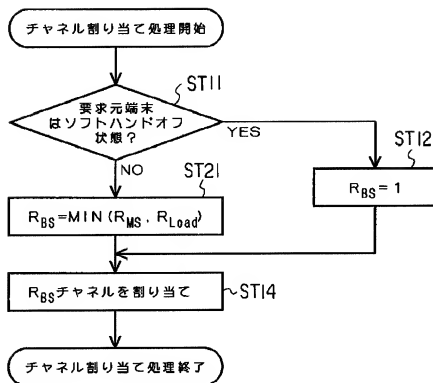 チャネル割り当て処理開始
ST11
要求元端末
はソフトハンドオフ
状態?
YES
NO
ST12
R_BS=1
ST21
R_BS=MIN(R_MS, R_Load)
R_BSチャネルを割り当て
ST14
チャネル割り当て処理終了